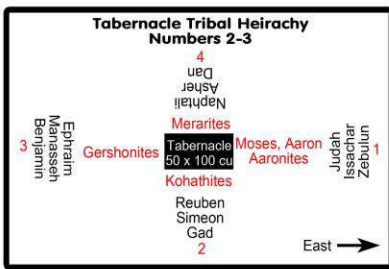 Tabernacle Tribal Heirachy
Numbers 2-3
4
Dan
Asher
Naphtali
Merarites
3
Benjamin
Manasseh
Ephraim
Gershonites
Tabernacle
50 x 100 cu
Moses, Aaron
Aaronites
Judah
Issachar
Zebulun
1
Kohathites
Reuben
Simeon
Gad
2
East